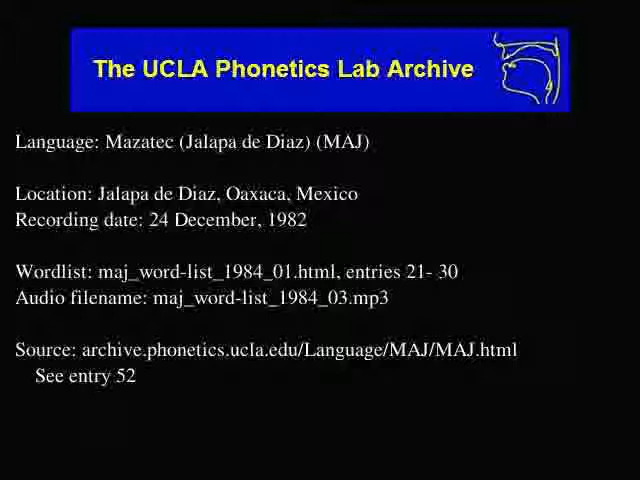 The UCLA Phonetics Lab Archive
Language: Mazatec (Jalapa de Diaz) (MAJ)
Location: Jalapa de Diaz, Oaxaca, Mexico
Recording date: 24 December, 1982
Wordlist: maj_word-list_1984_01.html, entries 21- 30
Audio filename: maj_word-list_1984_03.mp3
Source: archive.phonetics.ucla.edu/Language/MAJ/MAJ.html
See entry 52